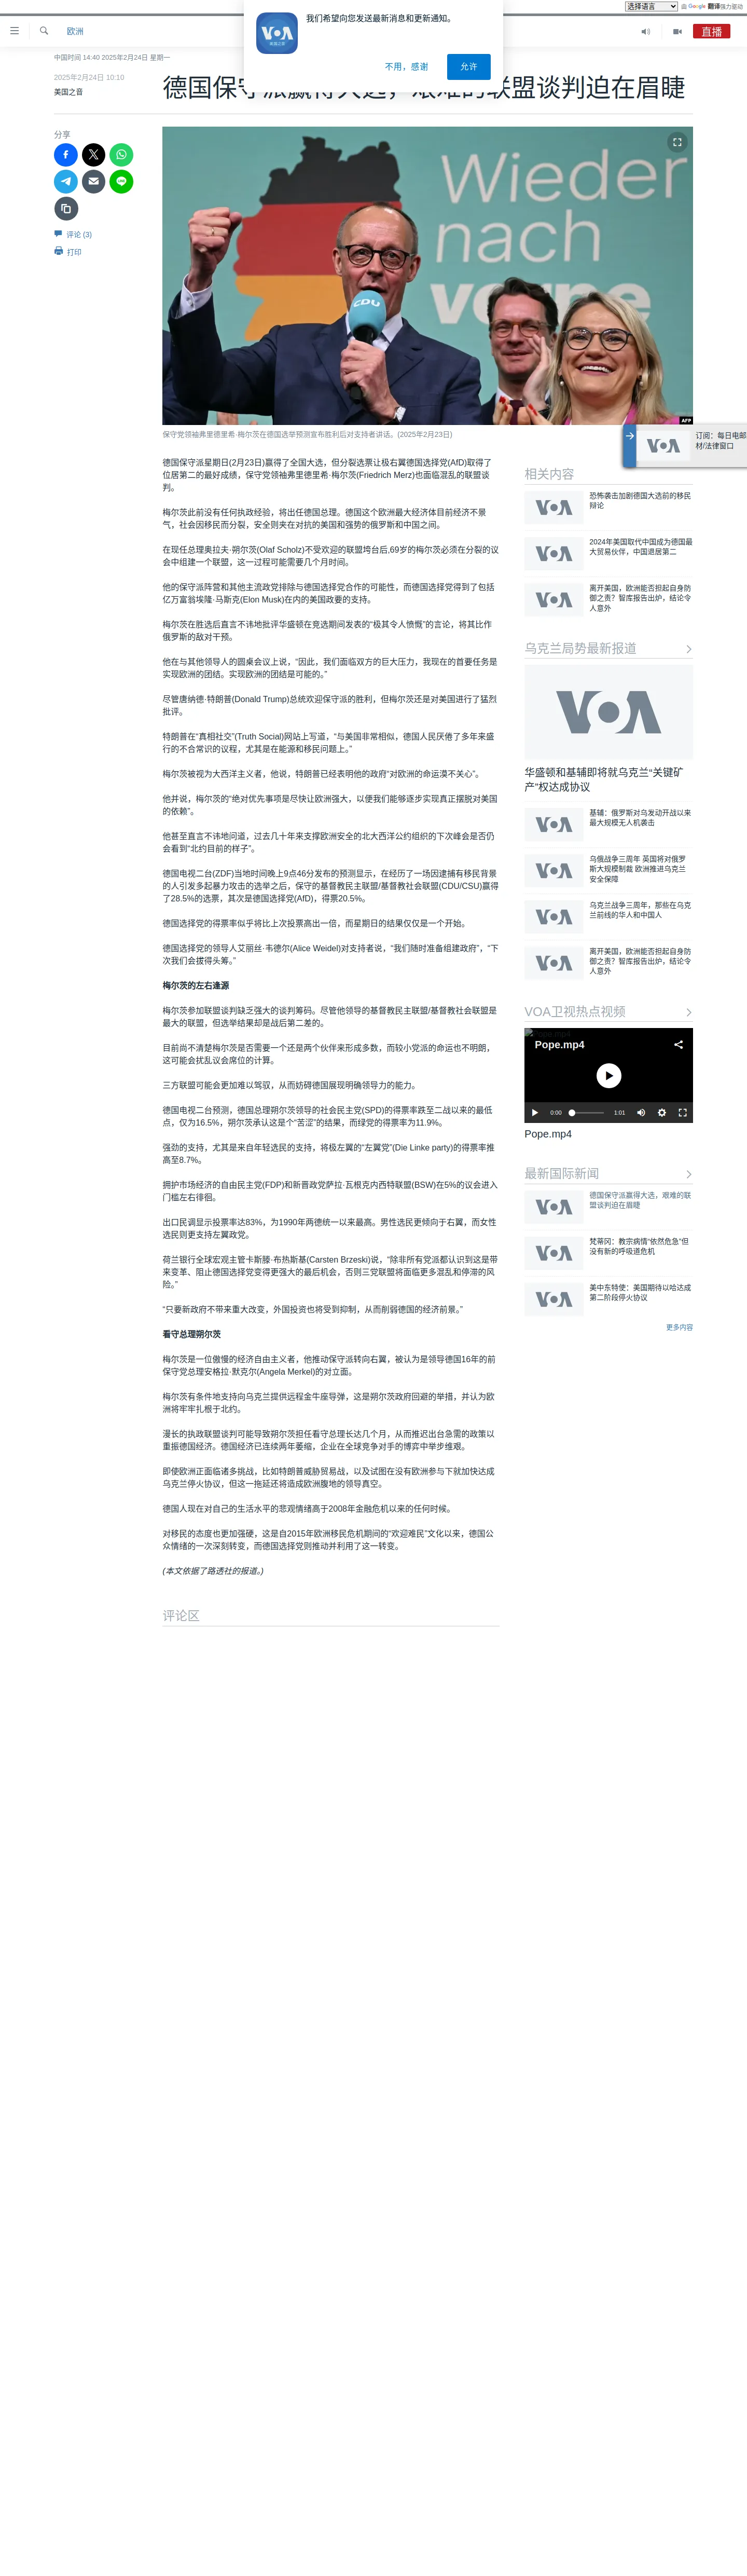 选择语言
由 Google 翻译强力驱动
VOA
美国之音
我们希望向您发送最新消息和更新通知。
不用，感谢
允许
欧洲
直播
中国时间 14:40 2025年2月24日 星期一
2025年2月24日 10:10
美国之音
德国保守派赢得大选，艰难的联盟谈判迫在眉睫
分享
评论 (3)
打印
Wieder
nach
vorne
CDU
AFP
保守党领袖弗里德里希·梅尔茨在德国选举预测宣布胜利后对支持者讲话。(2025年2月23日)
VOA
订阅：每日电邮
材/法律窗口
德国保守派星期日(2月23日)赢得了全国大选，但分裂选票让极右翼德国选择党(AfD)取得了
位居第二的最好成绩，保守党领袖弗里德里希·梅尔茨(Friedrich Merz)也面临混乱的联盟谈
判。
梅尔茨此前没有任何执政经验，将出任德国总理。德国这个欧洲最大经济体目前经济不景
气，社会因移民而分裂，安全则夹在对抗的美国和强势的俄罗斯和中国之间。
在现任总理奥拉夫·朔尔茨(Olaf Scholz)不受欢迎的联盟垮台后,69岁的梅尔茨必须在分裂的议
会中组建一个联盟，这一过程可能需要几个月时间。
他的保守派阵营和其他主流政党排除与德国选择党合作的可能性，而德国选择党得到了包括
亿万富翁埃隆·马斯克(Elon Musk)在内的美国政要的支持。
梅尔茨在胜选后直言不讳地批评华盛顿在竞选期间发表的“极其令人愤慨”的言论，将其比作
俄罗斯的敌对干预。
他在与其他领导人的圆桌会议上说，“因此，我们面临双方的巨大压力，我现在的首要任务是
实现欧洲的团结。实现欧洲的团结是可能的。”
尽管唐纳德·特朗普(Donald Trump)总统欢迎保守派的胜利，但梅尔茨还是对美国进行了猛烈
批评。
特朗普在“真相社交”(Truth Social)网站上写道，“与美国非常相似，德国人民厌倦了多年来盛
行的不合常识的议程，尤其是在能源和移民问题上。”
梅尔茨被视为大西洋主义者，他说，特朗普已经表明他的政府“对欧洲的命运漠不关心”。
他并说，梅尔茨的“绝对优先事项是尽快让欧洲强大，以便我们能够逐步实现真正摆脱对美国
的依赖”。
他甚至直言不讳地问道，过去几十年来支撑欧洲安全的北大西洋公约组织的下次峰会是否仍
会看到“北约目前的样子”。
德国电视二台(ZDF)当地时间晚上9点46分发布的预测显示，在经历了一场因逮捕有移民背景
的人引发多起暴力攻击的选举之后，保守的基督教民主联盟/基督教社会联盟(CDU/CSU)赢得
了28.5%的选票，其次是德国选择党(AfD)，得票20.5%。
德国选择党的得票率似乎将比上次投票高出一倍，而星期日的结果仅仅是一个开始。
德国选择党的领导人艾丽丝·韦德尔(Alice Weidel)对支持者说，“我们随时准备组建政府”，“下
次我们会拔得头筹。”
梅尔茨的左右逢源
梅尔茨参加联盟谈判缺乏强大的谈判筹码。尽管他领导的基督教民主联盟/基督教社会联盟是
最大的联盟，但选举结果却是战后第二差的。
目前尚不清楚梅尔茨是否需要一个还是两个伙伴来形成多数，而较小党派的命运也不明朗，
这可能会扰乱议会席位的计算。
三方联盟可能会更加难以驾驭，从而妨碍德国展现明确领导力的能力。
德国电视二台预测，德国总理朔尔茨领导的社会民主党(SPD)的得票率跌至二战以来的最低
点，仅为16.5%，朔尔茨承认这是个“苦涩”的结果，而绿党的得票率为11.9%。
强劲的支持，尤其是来自年轻选民的支持，将极左翼的“左翼党”(Die Linke party)的得票率推
高至8.7%。
拥护市场经济的自由民主党(FDP)和新晋政党萨拉·瓦根克内西特联盟(BSW)在5%的议会进入
门槛左右徘徊。
出口民调显示投票率达83%，为1990年两德统一以来最高。男性选民更倾向于右翼，而女性
选民则更支持左翼政党。
荷兰银行全球宏观主管卡斯滕·布热斯基(Carsten Brzeski)说，“除非所有党派都认识到这是带
来变革、阻止德国选择党变得更强大的最后机会，否则三党联盟将面临更多混乱和停滞的风
险。”
“只要新政府不带来重大改变，外国投资也将受到抑制，从而削弱德国的经济前景。”
看守总理朔尔茨
梅尔茨是一位傲慢的经济自由主义者，他推动保守派转向右翼，被认为是领导德国16年的前
保守党总理安格拉·默克尔(Angela Merkel)的对立面。
梅尔茨有条件地支持向乌克兰提供远程金牛座导弹，这是朔尔茨政府回避的举措，并认为欧
洲将牢牢扎根于北约。
漫长的执政联盟谈判可能导致朔尔茨担任看守总理长达几个月，从而推迟出台急需的政策以
重振德国经济。德国经济已连续两年萎缩，企业在全球竞争对手的博弈中举步维艰。
即使欧洲正面临诸多挑战，比如特朗普威胁贸易战，以及试图在没有欧洲参与下就加快达成
乌克兰停火协议，但这一拖延还将造成欧洲腹地的领导真空。
德国人现在对自己的生活水平的悲观情绪高于2008年金融危机以来的任何时候。
对移民的态度也更加强硬，这是自2015年欧洲移民危机期间的“欢迎难民”文化以来，德国公
众情绪的一次深刻转变，而德国选择党则推动并利用了这一转变。
(本文依据了路透社的报道。)
评论区
相关内容
VOA
恐怖袭击加剧德国大选前的移民
辩论
VOA
2024年美国取代中国成为德国最
大贸易伙伴，中国退居第二
VOA
离开美国，欧洲能否担起自身防
御之责？智库报告出炉，结论令
人意外
乌克兰局势最新报道
VOA
华盛顿和基辅即将就乌克兰“关键矿
产”权达成协议
VOA
基辅：俄罗斯对乌发动开战以来
最大规模无人机袭击
VOA
乌俄战争三周年 英国将对俄罗
斯大规模制裁 欧洲推进乌克兰
安全保障
VOA
乌克兰战争三周年，那些在乌克
兰前线的华人和中国人
VOA
离开美国，欧洲能否担起自身防
御之责？智库报告出炉，结论令
人意外
VOA卫视热点视频
Pope.mp4
0:00
1:01
Pope.mp4
最新国际新闻
VOA
德国保守派赢得大选，艰难的联
盟谈判迫在眉睫
VOA
梵蒂冈：教宗病情“依然危急”但
没有新的呼吸道危机
VOA
美中东特使：美国期待以哈达成
第二阶段停火协议
更多内容